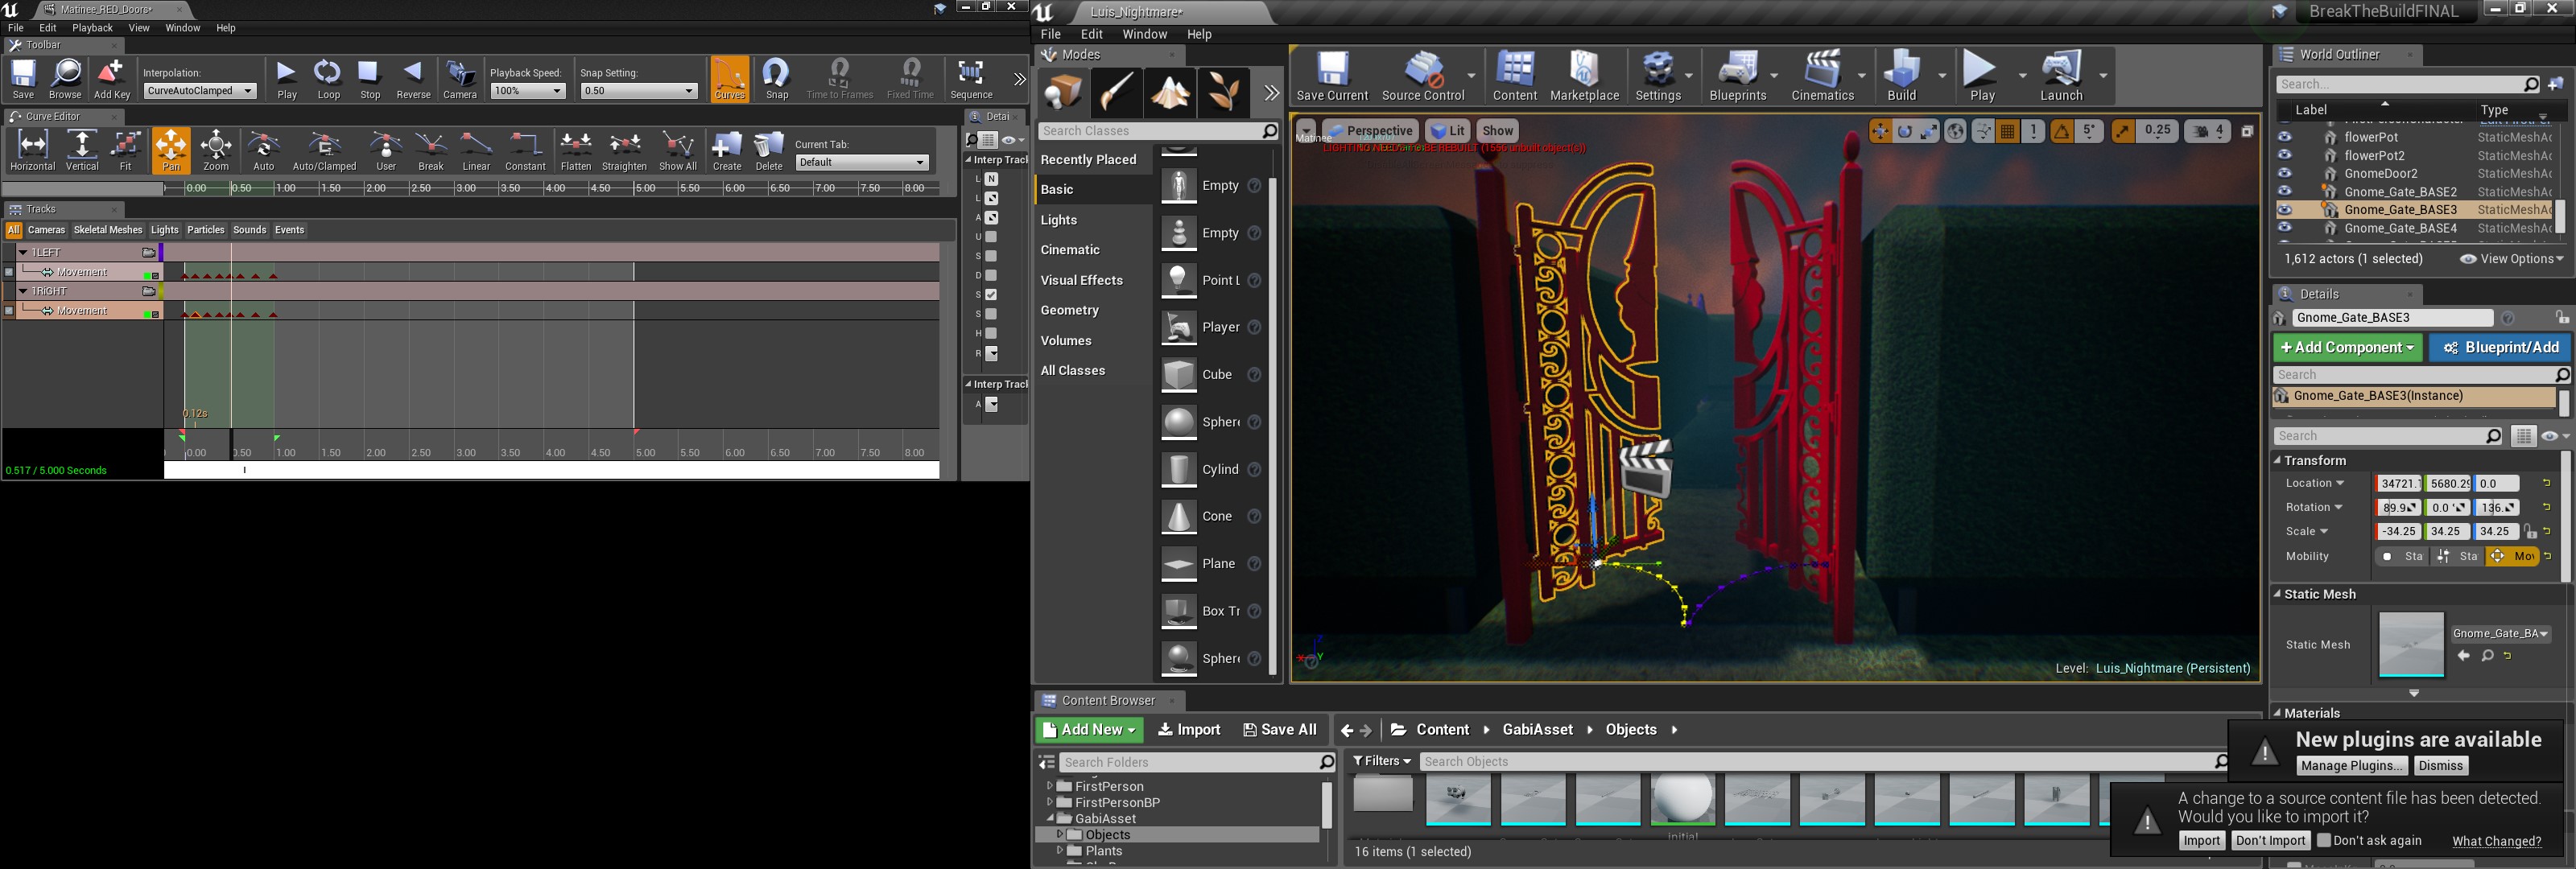 Matinee_RED_Doors*
File Edit Playback View Window Help
Toolbar
Save Browse Add Key
Interpolation:
CurveAutoClamped
Play Loop Stop Reverse Camera
Playback Speed:
100%
Snap Setting:
0.50
Curves Snap Time to Frames Fixed Time Sequence
Curve Editor
Horizontal Vertical Fit Pan Zoom Auto Auto/Clamped User Break Linear Constant Flatten Straighten Show All Create Delete
Current Tab:
Default
0.00 0.50 1.00 1.50 2.00 2.50 3.00 3.50 4.00 4.50 5.00 5.50 6.00 6.50 7.00 7.50 8.00
Tracks
All Cameras Skeletal Meshes Lights Particles Sounds Events
1LEFT
Movement
1RiGHT
Movement
0.12s
0.00 0.50 1.00 1.50 2.00 2.50 3.00 3.50 4.00 4.50 5.00 5.50 6.00 6.50 7.00 7.50 8.00
0.517 / 5.000 Seconds
Detai
Interp Track
L N
L
A
U
S
D
S
S
H
R
Interp Track
A
Luis_Nightmare*
BreakTheBuildFINAL
File Edit Window Help
Modes
Search Classes
Recently Placed
Basic
Lights
Cinematic
Visual Effects
Geometry
Volumes
All Classes
Empty
Empty
Point L
Player
Cube
Sphere
Cylind
Cone
Plane
Box Tr
Sphere
Save Current Source Control Content Marketplace Settings Blueprints Cinematics Build Play Launch
Perspective Lit Show
1 5° 0.25 4
Matinee
LIGHTING NEEDS TO BE REBUILT (1556 unbuilt object(s))
Level: Luis_Nightmare (Persistent)
World Outliner
Search...
Label Type
flowerPot StaticMeshAc
flowerPot2 StaticMeshAc
GnomeDoor2 StaticMeshAc
Gnome_Gate_BASE2 StaticMeshAc
Gnome_Gate_BASE3 StaticMeshAc
Gnome_Gate_BASE4 StaticMeshAc
1,612 actors (1 selected)
View Options
Details
Gnome_Gate_BASE3
+ Add Component
Blueprint/Add
Search
Gnome_Gate_BASE3(Instance)
Search
Transform
Location 34721. 5680.29 0.0
Rotation 89.9 0.0 ° 136.
Scale -34.25 34.25 34.25
Mobility Sta Sta Mov
Static Mesh
Static Mesh
Gnome_Gate_BA
Materials
Content Browser
Add New Import Save All
Content GabiAsset Objects
Search Folders
FirstPerson
FirstPersonBP
GabiAsset
Objects
Plants
Filters
Search Objects
initial
16 items (1 selected)
New plugins are available
Manage Plugins... Dismiss
A change to a source content file has been detected.
Would you like to import it?
Import Don't Import Don't ask again What Changed?